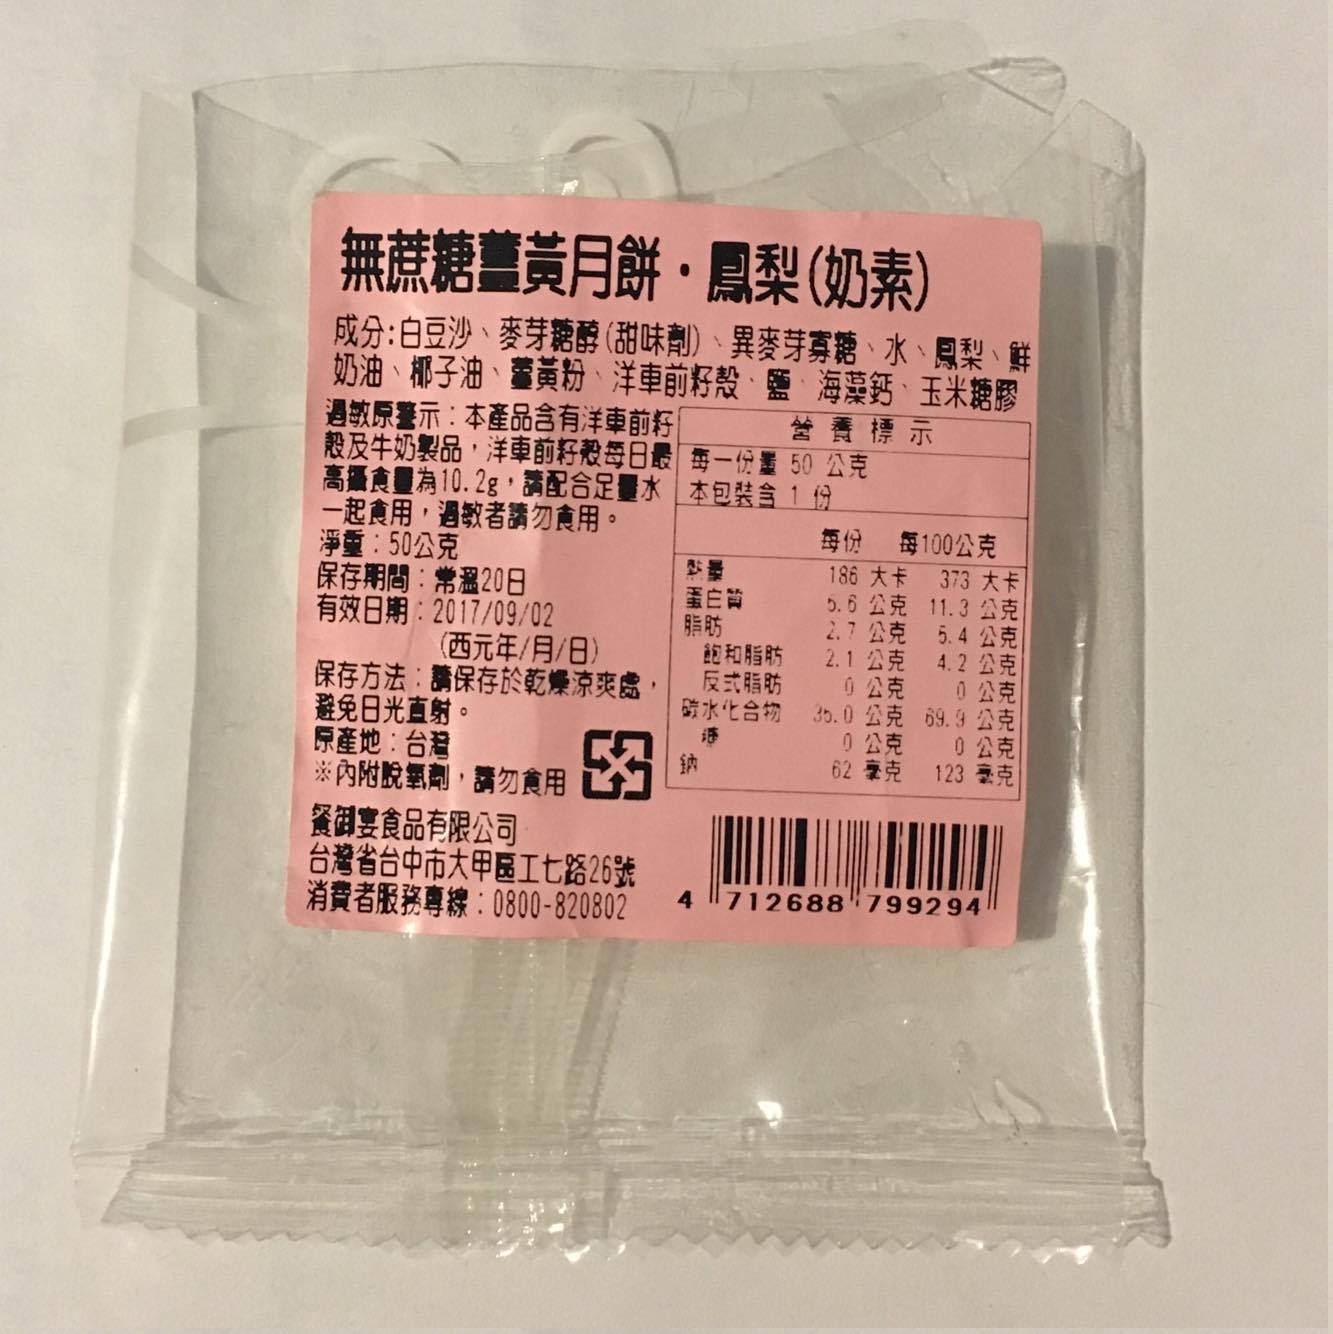 無蔗糖薑黃月餅・鳳梨(奶素)
成分:白豆沙、麥芽糖醇(甜味劑)、異麥芽寡糖、水、鳳梨、鮮
奶油、椰子油、薑黃粉、洋車前籽殼、鹽、海藻鈣、玉米糖膠
過敏原警示:本產品含有洋車前籽
殼及牛奶製品,洋車前籽殼每日最
高攝食量為10.2g,請配合足量水
一起食用,過敏者請勿食用。
淨重:50公克
保存期間:常溫20日
有效日期:2017/09/02
(西元年/月/日)
保存方法:請保存於乾燥涼爽處,
避免日光直射。
原產地:台灣
※內附脫氧劑,請勿食用
營養標示
每一份量 50 公克
本包裝含 1 份
每份 每100公克
熱量 186 大卡 373 大卡
蛋白質 5.6 公克 11.3 公克
脂肪 2.7 公克 5.4 公克
飽和脂肪 2.1 公克 4.2 公克
反式脂肪 0 公克 0 公克
碳水化合物 35.0 公克 69.9 公克
糖 0 公克 0 公克
鈉 62 毫克 123 毫克
餐御宴食品有限公司
台灣省台中市大甲區工七路26號
消費者服務專線:0800-820802
4 712688 799294